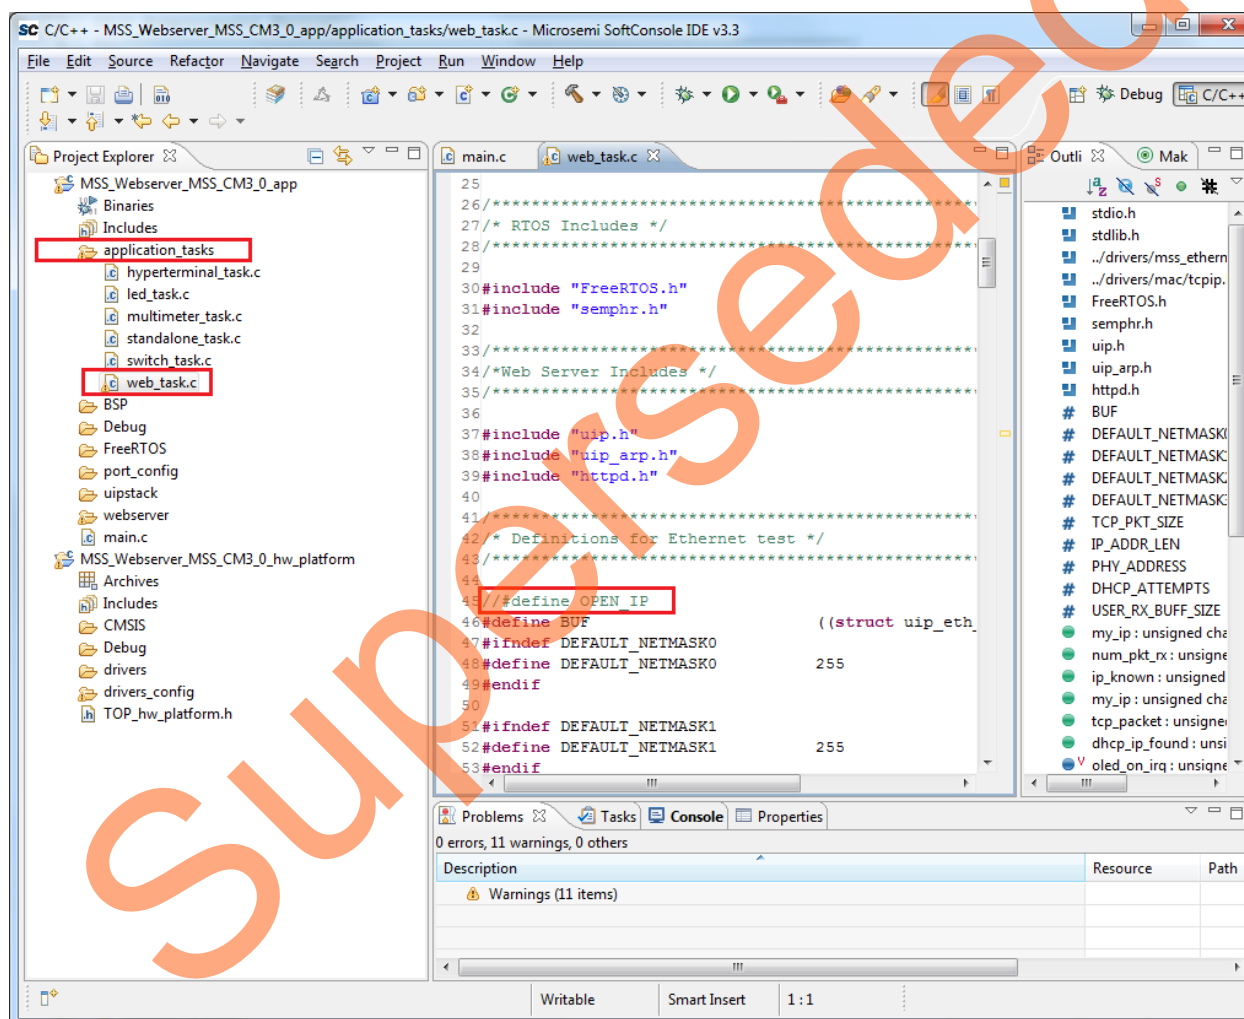 SC C/C++ - MSS_Webserver_MSS_CM3_0_app/application_tasks/web_task.c - Microsemi SoftConsole IDE v3.3
File Edit Source Refactor Navigate Search Project Run Window Help
Debug C/C++
Project Explorer
MSS_Webserver_MSS_CM3_0_app
Binaries
Includes
application_tasks
hyperterminal_task.c
led_task.c
multimeter_task.c
standalone_task.c
switch_task.c
web_task.c
BSP
Debug
FreeRTOS
port_config
uipstack
webserver
main.c
MSS_Webserver_MSS_CM3_0_hw_platform
Archives
Includes
CMSIS
Debug
drivers
drivers_config
TOP_hw_platform.h
main.c web_task.c
25
26/*************************************************
27/* RTOS Includes */
28/*************************************************
29
30#include "FreeRTOS.h"
31#include "semphr.h"
32
33/*************************************************
34/*Web Server Includes */
35/*************************************************
36
37#include "uip.h"
38#include "uip_arp.h"
39#include "httpd.h"
40
41/*************************************************
42/* Definitions for Ethernet test */
43/*************************************************
44
45//#define OPEN_IP
46#define BUF ((struct uip_eth_
47#ifndef DEFAULT_NETMASK0
48#define DEFAULT_NETMASK0 255
49#endif
50
51#ifndef DEFAULT_NETMASK1
52#define DEFAULT_NETMASK1 255
53#endif
Outli Mak
stdio.h
stdlib.h
../drivers/mss_ethern
../drivers/mac/tcpip.
FreeRTOS.h
semphr.h
uip.h
uip_arp.h
httpd.h
BUF
DEFAULT_NETMASK0
DEFAULT_NETMASK
DEFAULT_NETMASK
DEFAULT_NETMASK
TCP_PKT_SIZE
IP_ADDR_LEN
PHY_ADDRESS
DHCP_ATTEMPTS
USER_RX_BUFF_SIZE
my_ip : unsigned cha
num_pkt_rx : unsigne
ip_known : unsigned
my_ip : unsigned cha
tcp_packet : unsigne
dhcp_ip_found : unsi
oled_on_irq : unsigne
Problems Tasks Console Properties
0 errors, 11 warnings, 0 others
Description Resource Path
Warnings (11 items)
Writable Smart Insert 1 : 1
Superseded